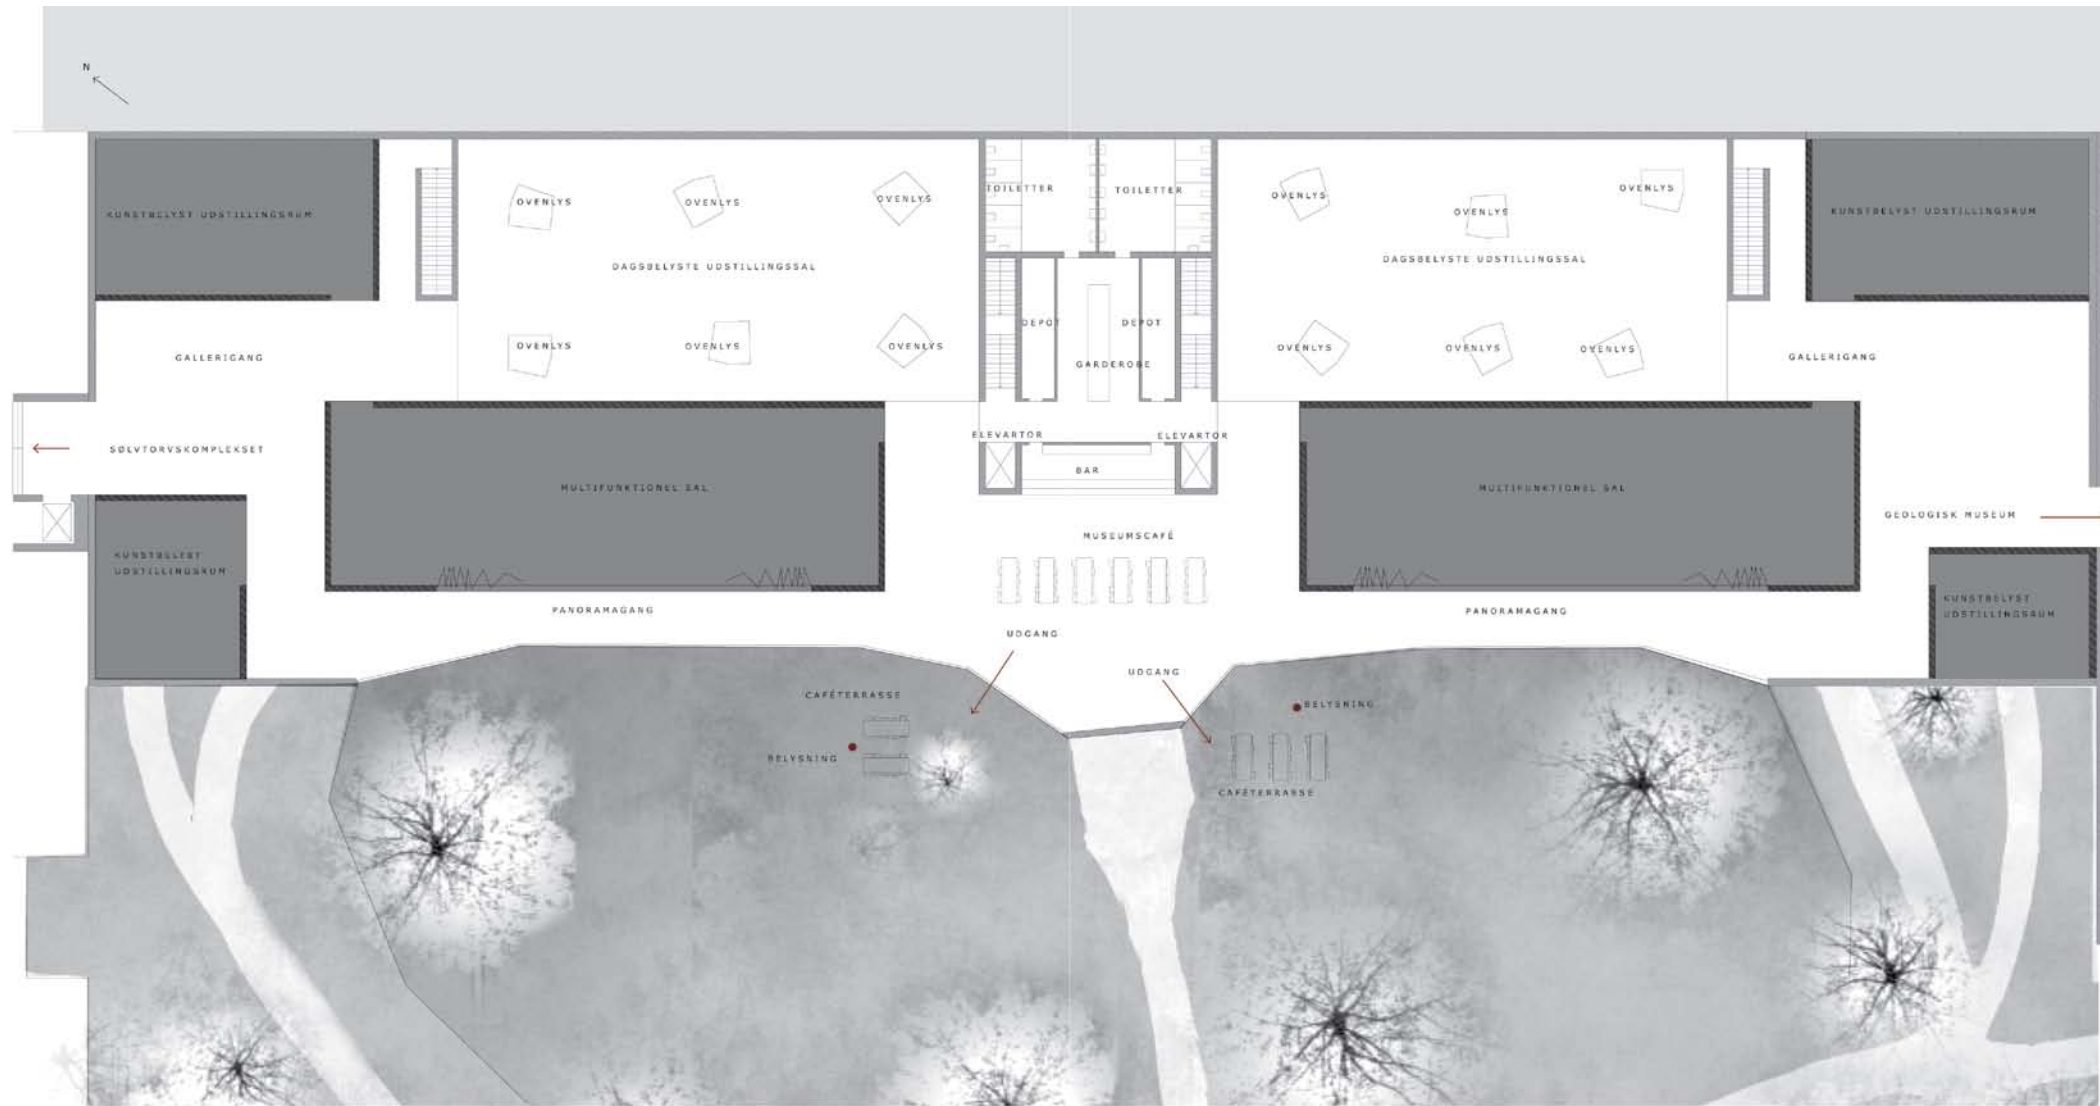 N
KUNSTBELYST UDSTILLINGSRUM
OVENLYS
OVENLYS
OVENLYS
TOILETTER
TOILETTER
OVENLYS
OVENLYS
OVENLYS
KUNSTBELYST UDSTILLINGSRUM
DAGSBELYSTE UDSTILLINGSSAL
DAGSBELYSTE UDSTILLINGSSAL
DEPOT
DEPOT
GALLERIGANG
OVENLYS
OVENLYS
OVENLYS
GARDEROBE
OVENLYS
OVENLYS
OVENLYS
GALLERIGANG
SØLVTORVSKOMPLEKSET
ELEVARTOR
ELEVARTOR
BAR
MULTIFUNKTIONEL SAL
MULTIFUNKTIONEL SAL
GEOLOGISK MUSEUM
MUSEUMSCAFÉ
KUNSTBELYST
UDSTILLINGSRUM
PANORAMAGANG
PANORAMAGANG
KUNSTBELYST
UDSTILLINGSRUM
UDGANG
UDGANG
CAFÉTERRASSE
BELYSNING
BELYSNING
CAFÉTERRASSE